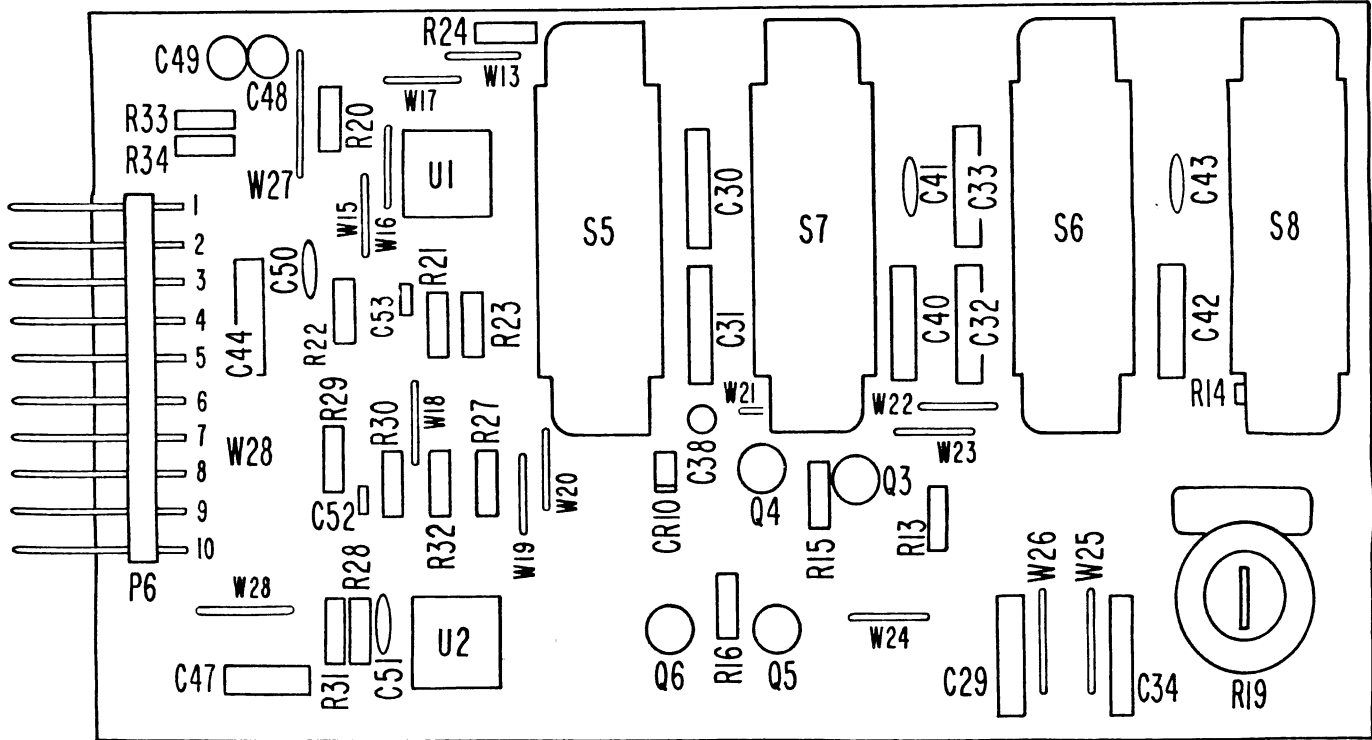 R24
C49
W13
C48
W17
R33
R20
R34
U1
C30
C41
C33
C43
W27
1
W15
W16
S5
S7
S6
S8
2
C50
R21
3
C53
4
R22
R23
C31
C40
C32
C42
5
C44
6
R29
R30
W18
R27
W21
W22
R14
7
W28
C38
W23
8
W20
Q4
Q3
9
C52
R32
W19
CR10
R15
R13
10
P6
R28
W26
W25
W28
U2
W24
C47
R31
C51
Q6
R16
Q5
C29
C34
R19